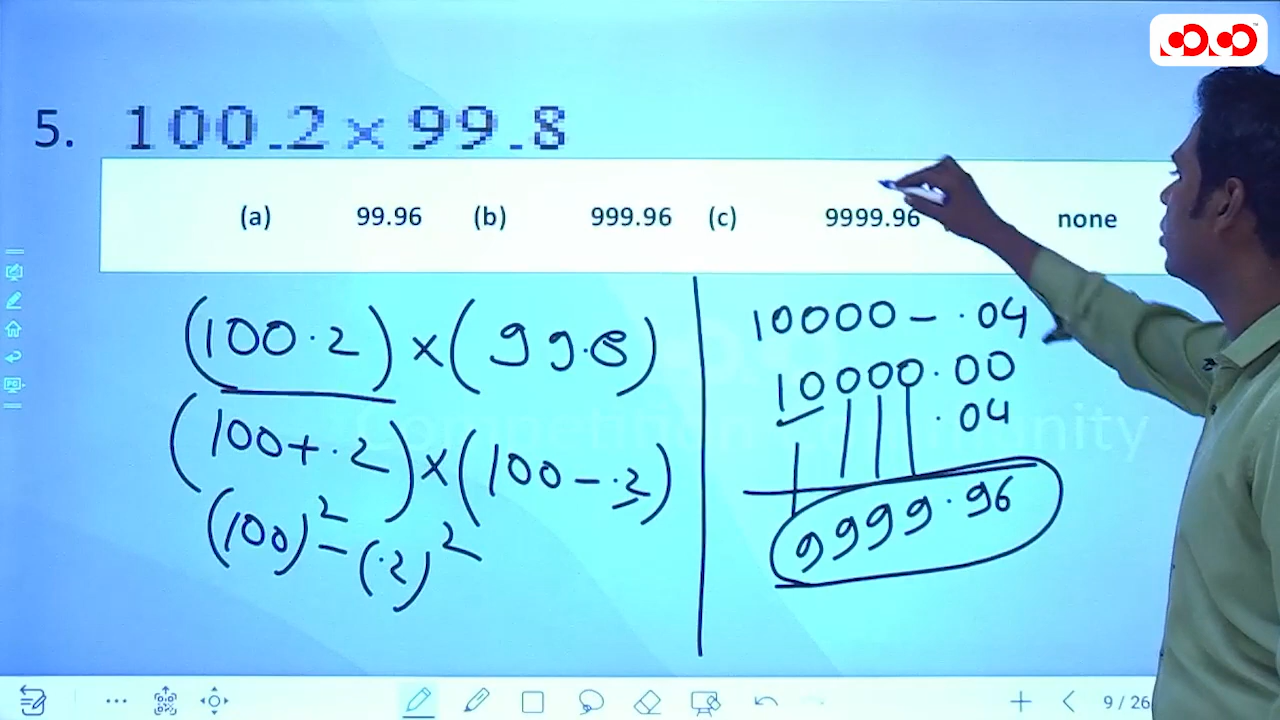 5. 100.2 x 99.8
(a) 99.96 (b) 999.96 (c) 9999.96 none
(100.2) × (99.8)
(100+.2) × (100-.2)
(100)² - (.2)²
10000 - .04
10000.00
.04
9999.96
9 / 26